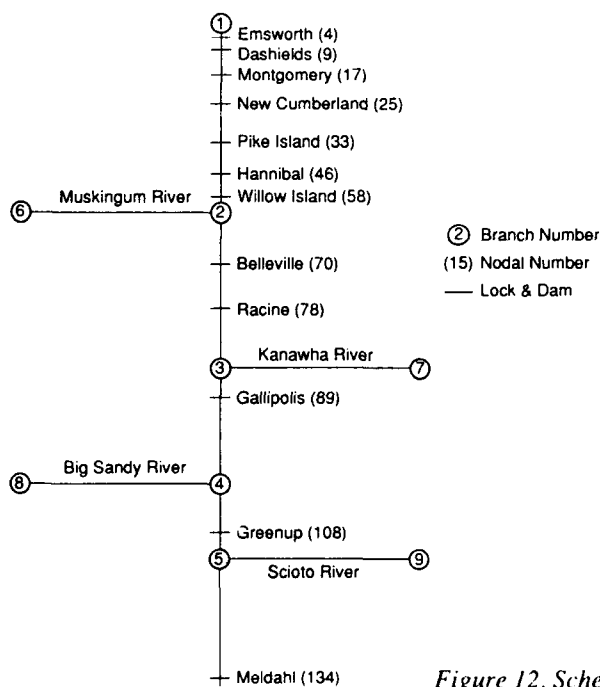 1
Emsworth (4)
Dashields (9)
Montgomery (17)
New Cumberland (25)
Pike Island (33)
Hannibal (46)
6 Muskingum River Willow Island (58)
2
2 Branch Number
Belleville (70)
(15) Nodal Number
Lock & Dam
Racine (78)
Kanawha River
3 7
Gallipolis (89)
Big Sandy River
8 4
Greenup (108)
5 9
Scioto River
Meldahl (134)
Figure 12. Sche